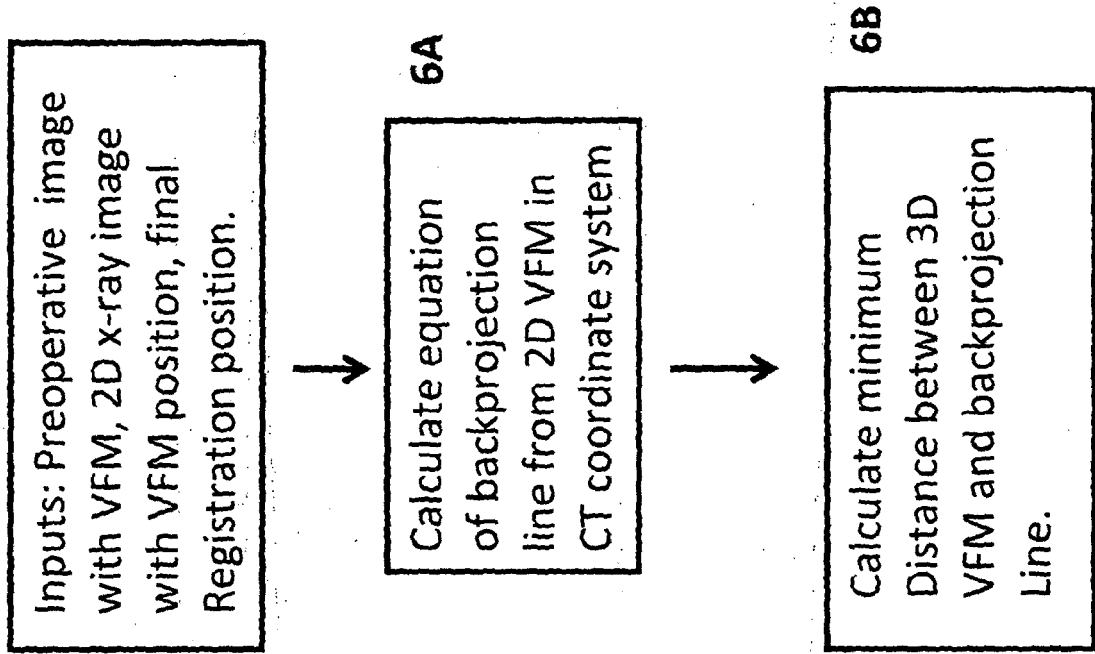 Inputs: Preoperative image
with VFM, 2D x-ray image
with VFM position, final
Registration position.
6A
Calculate equation
of backprojection
line from 2D VFM in
CT coordinate system
6B
Calculate minimum
Distance between 3D
VFM and backprojection
Line.